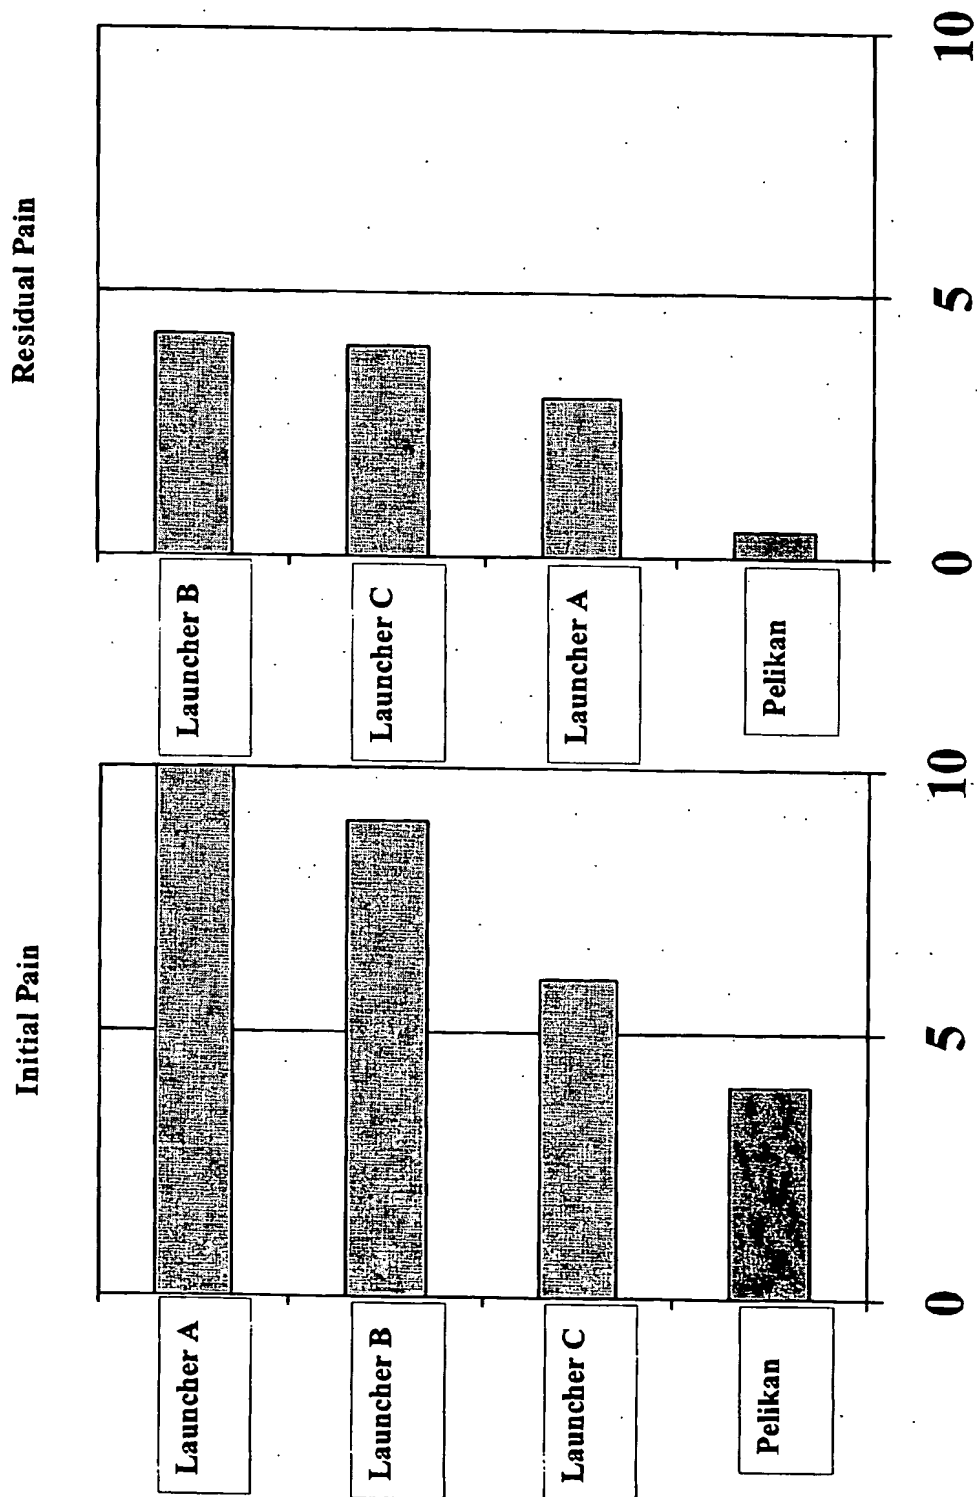 Initial Pain
Launcher A
Launcher B
Launcher C
Pelikan
0
5
10
Residual Pain
Launcher B
Launcher C
Launcher A
Pelikan
0
5
10